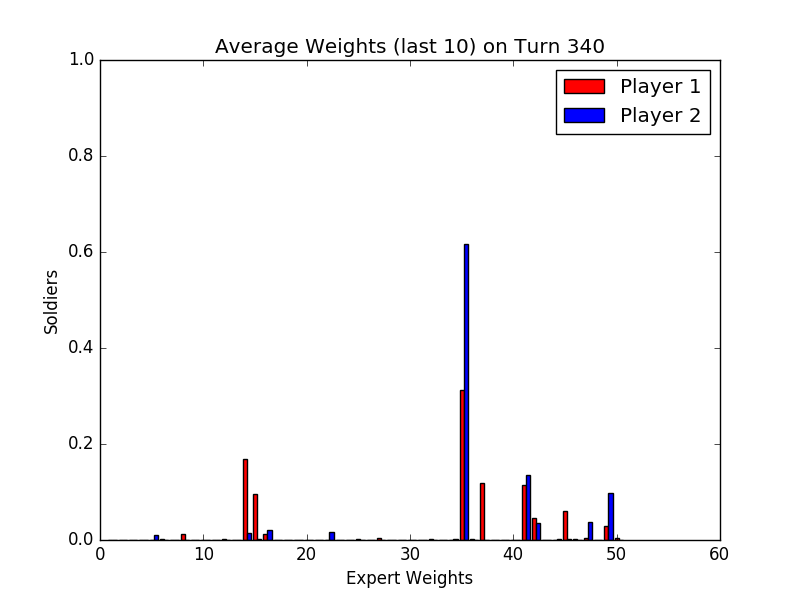 Average Weights (last 10) on Turn 340
Player 1
Player 2
1.0
0.8
0.6
0.4
0.2
0.0
Soldiers
0 10 20 30 40 50 60
Expert Weights